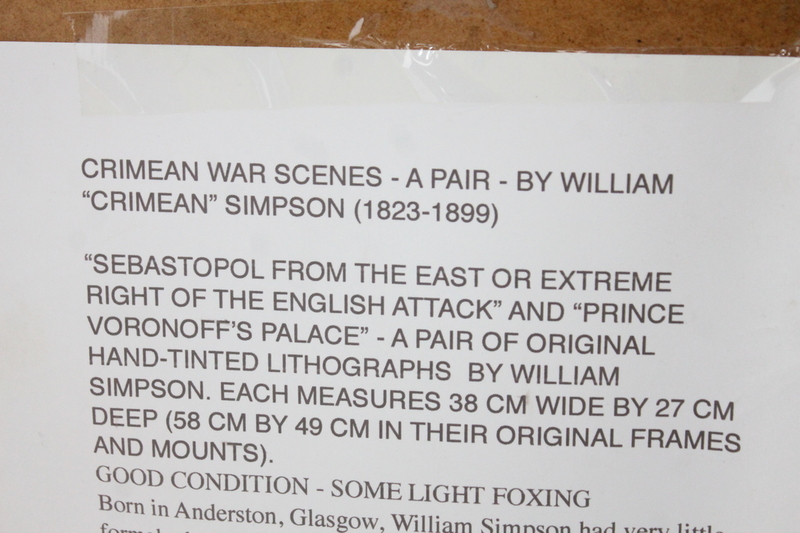 CRIMEAN WAR SCENES - A PAIR - BY WILLIAM
“CRIMEAN” SIMPSON (1823-1899)
“SEBASTOPOL FROM THE EAST OR EXTREME
RIGHT OF THE ENGLISH ATTACK” AND “PRINCE
VORONOFF’S PALACE” - A PAIR OF ORIGINAL
HAND-TINTED LITHOGRAPHS BY WILLIAM
SIMPSON. EACH MEASURES 38 CM WIDE BY 27 CM
DEEP (58 CM BY 49 CM IN THEIR ORIGINAL FRAMES
AND MOUNTS).
GOOD CONDITION - SOME LIGHT FOXING
Born in Anderston, Glasgow, William Simpson had very little